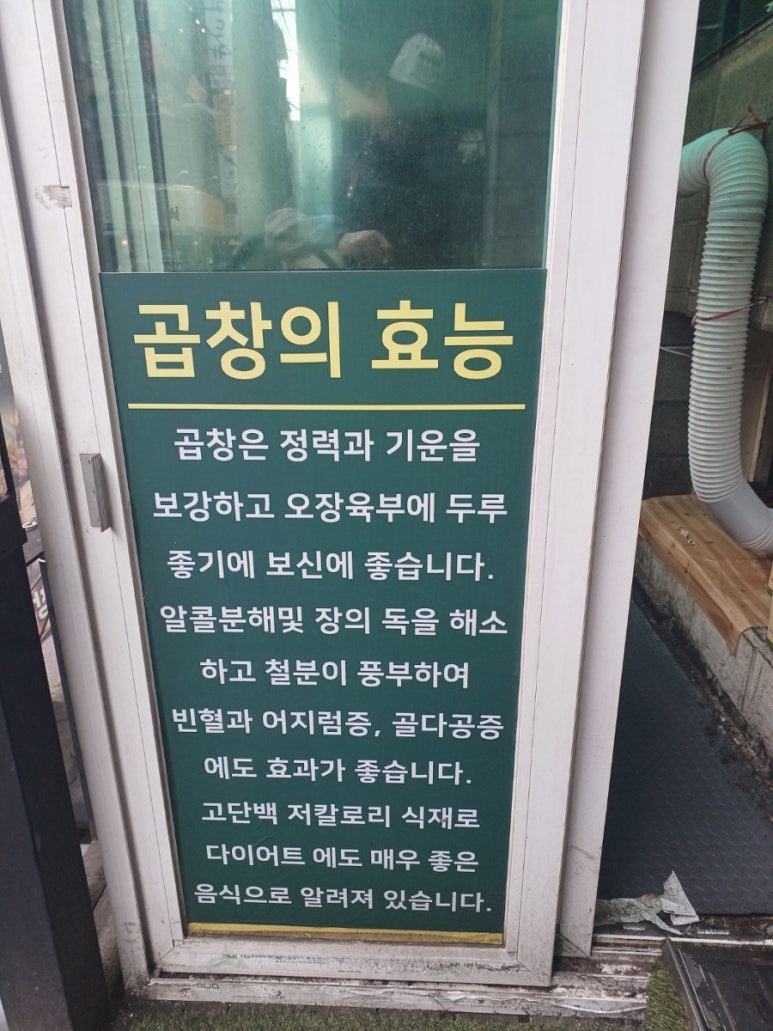 곱창의 효능
곱창은 정력과 기운을
보강하고 오장육부에 두루
좋기에 보신에 좋습니다.
알콜분해및 장의 독을 해소
하고 철분이 풍부하여
빈혈과 어지럼증, 골다공증
에도 효과가 좋습니다.
고단백 저칼로리 식재로
다이어트 에도 매우 좋은
음식으로 알려져 있습니다.